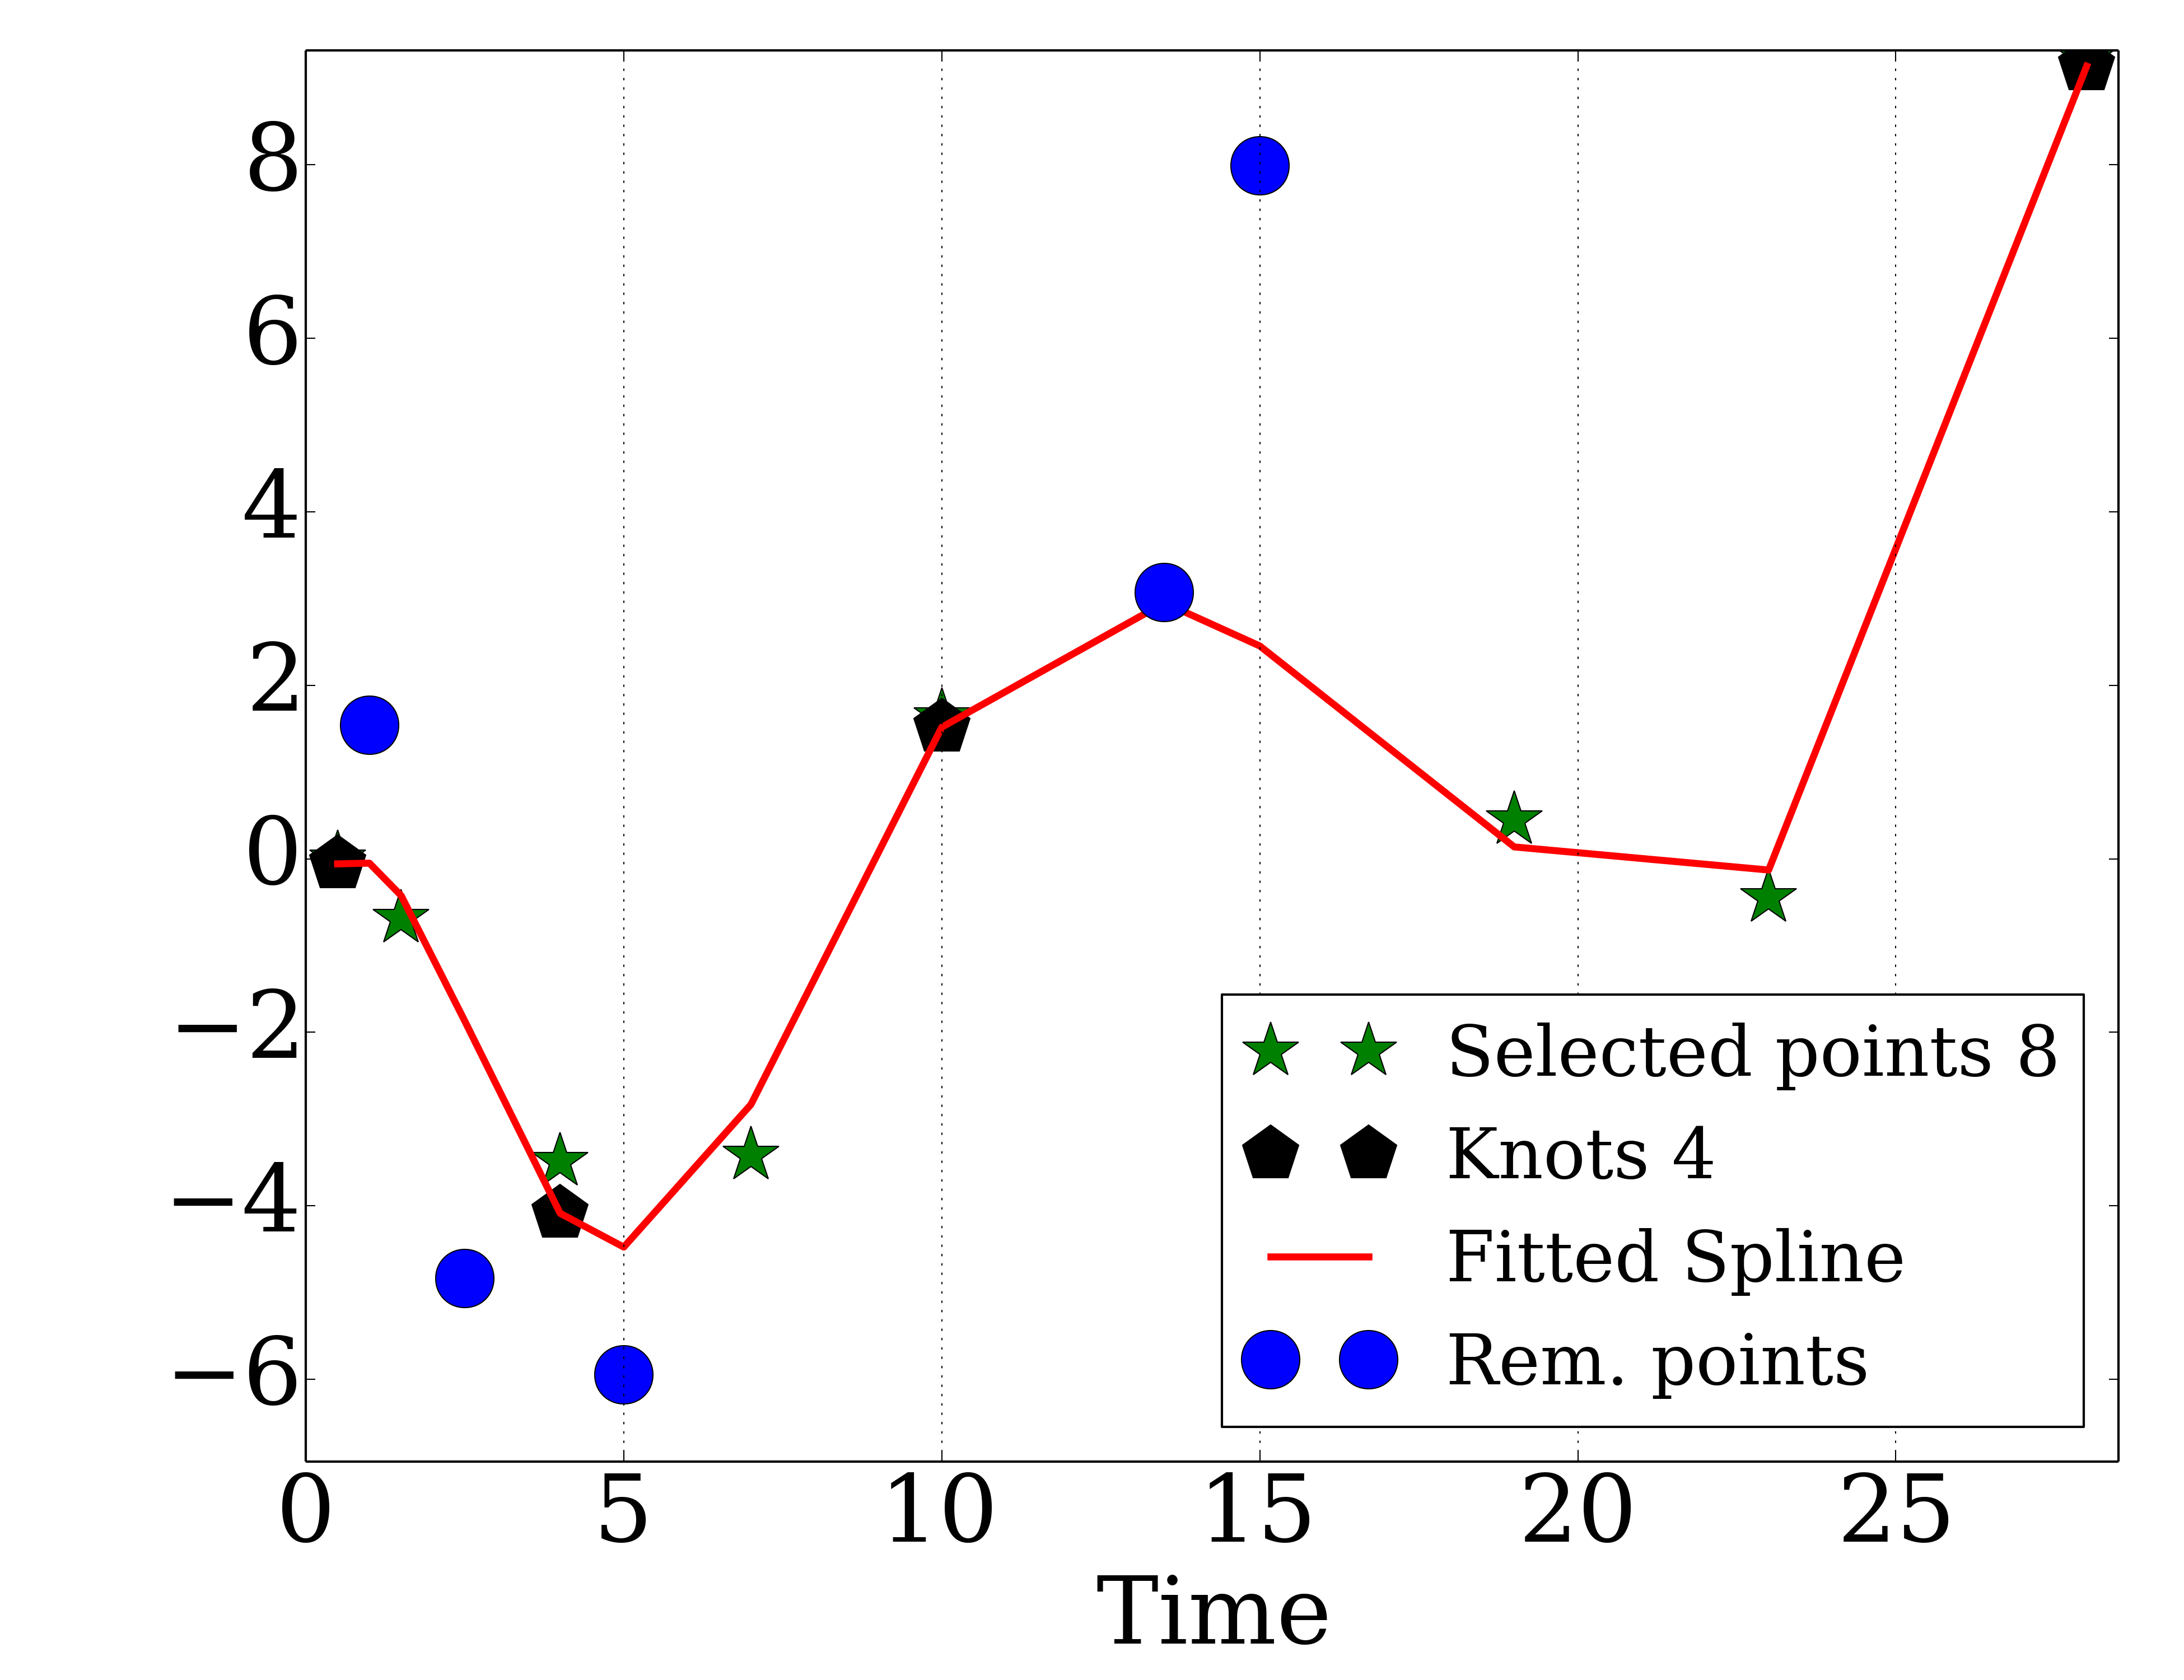 8
6
4
2
0
−2
−4
−6
0 5 10 15 20 25
Time
Selected points 8
Knots 4
Fitted Spline
Rem. points